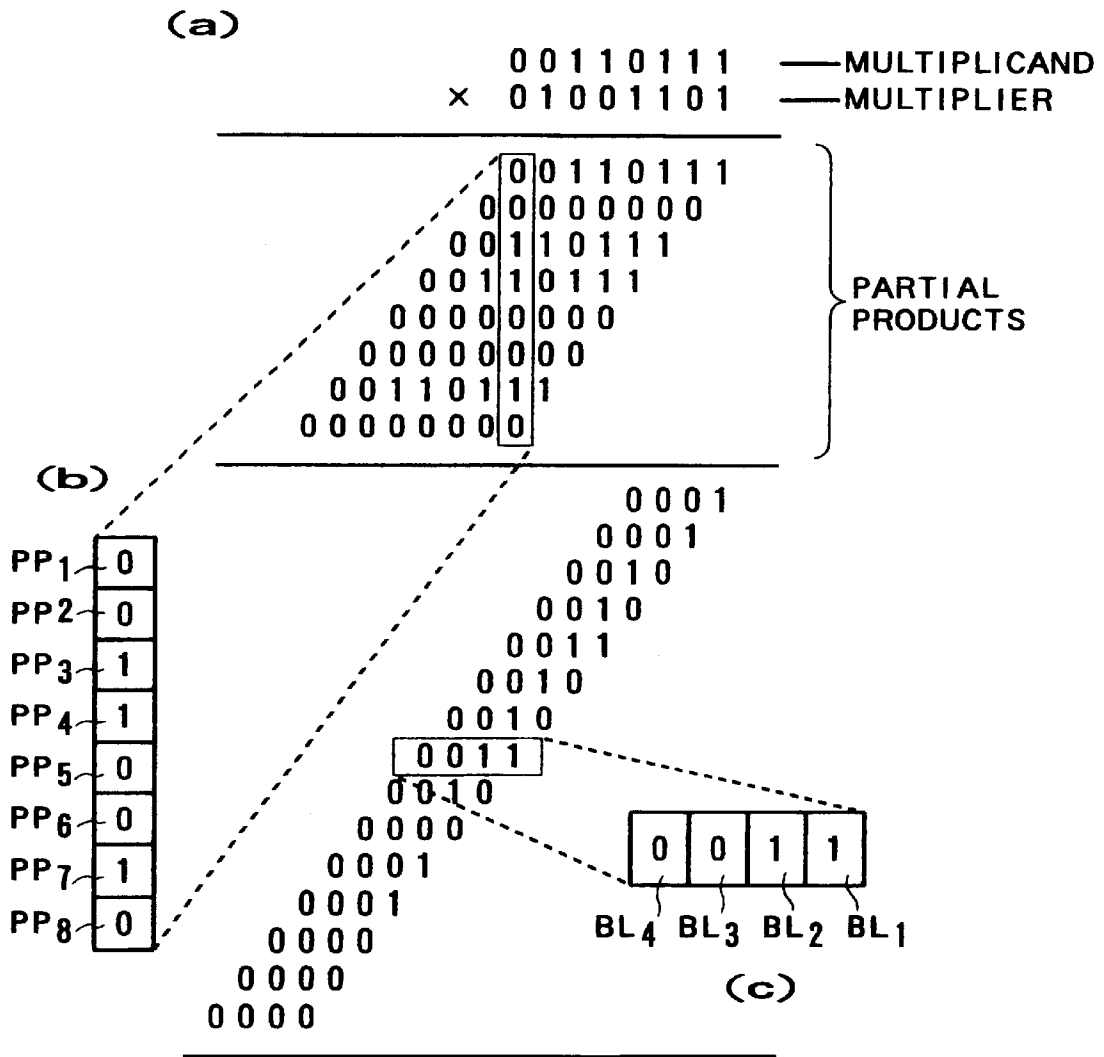 (a)
0 0 1 1 0 1 1 1 MULTIPLICAND
× 0 1 0 0 1 1 0 1 MULTIPLIER
0 0 1 1 0 1 1 1
0 0 0 0 0 0 0 0
0 0 1 1 0 1 1 1
0 0 1 1 0 1 1 1
0 0 0 0 0 0 0 0
0 0 0 0 0 0 0 0
0 0 1 1 0 1 1 1
0 0 0 0 0 0 0 0
PARTIAL
PRODUCTS
(b)
PP1 0
PP2 0
PP3 1
PP4 1
PP5 0
PP6 0
PP7 1
PP8 0
0 0 0 1
0 0 0 1
0 0 1 0
0 0 1 0
0 0 1 1
0 0 1 0
0 0 1 0
0 0 1 1
0 0 1 0
0 0 0 0
0 0 0 1
0 0 0 1
0 0 0 0
0 0 0 0
0 0 0 0
0 0 1 1
BL4 BL3 BL2 BL1
(c)